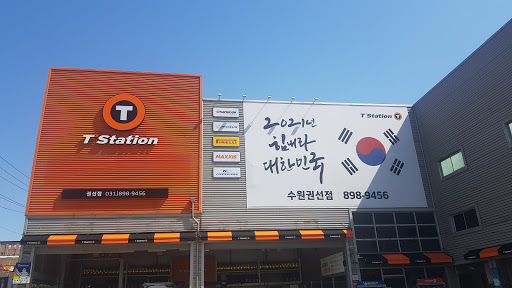 T
T Station
권선점 031)898-9456
MAXXIS
2021년
힘내라
대한민국
T Station T
수원권선점 898-9456